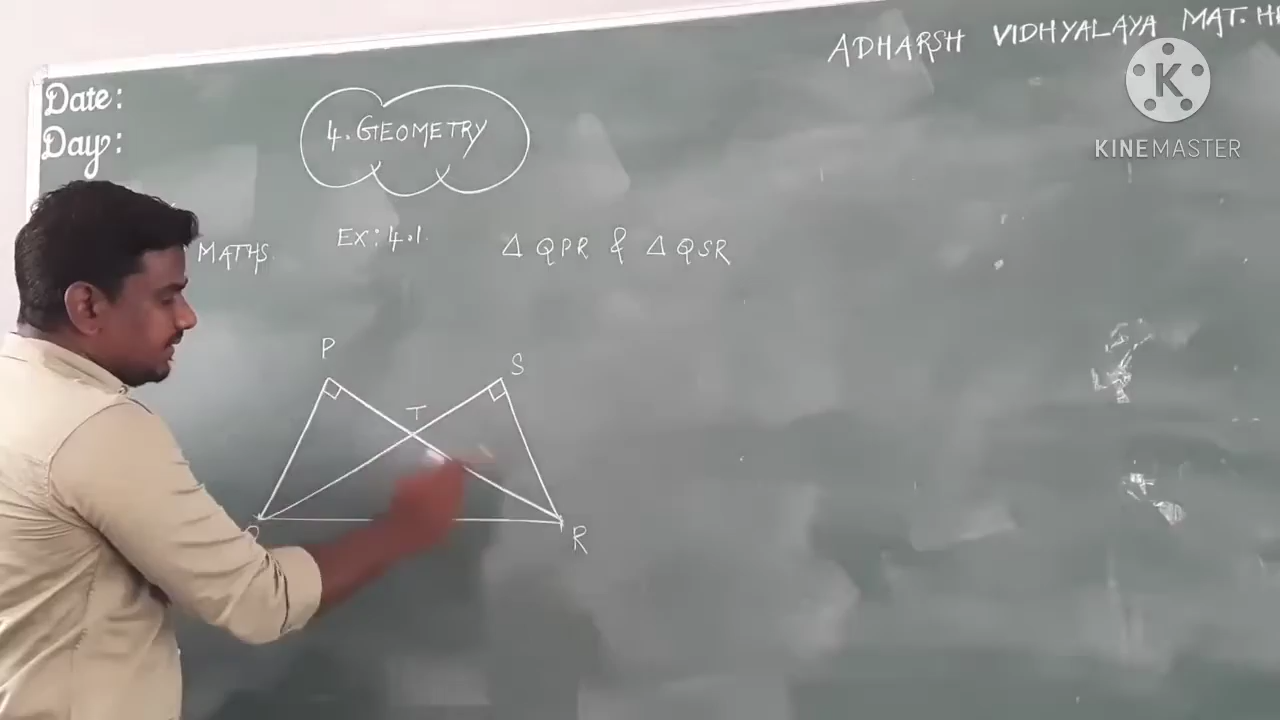 ADHARSH VIDHYALAYA MAT.
Date:
Day:
4. GEOMETRY
K
KINEMASTER
MATHS.
Ex: 4.1.
Δ QPR & Δ QSR
P
S
T
R